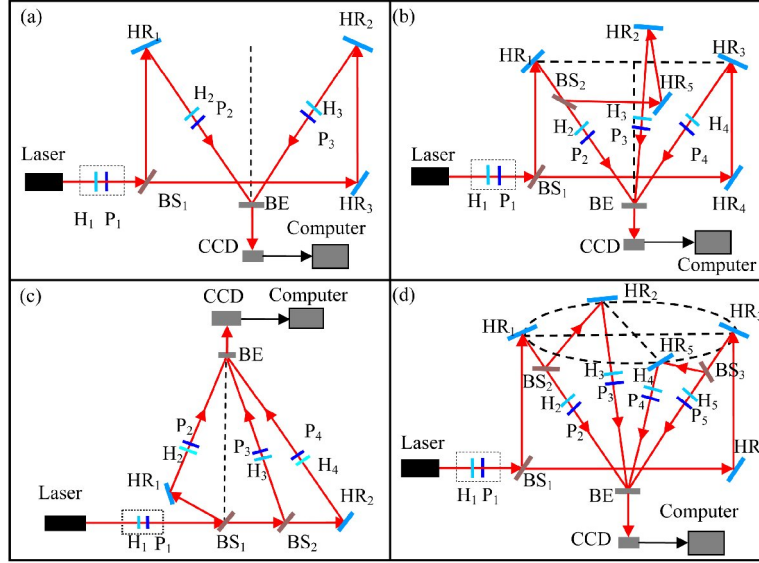 (a)
HR₁
HR₂
H₂
P₂
H₃
P₃
Laser
H₁ P₁
BS₁
BE
HR₃
CCD
Computer
(b)
HR₁
HR₂
HR₃
BS₂
HR₅
H₂
P₂
H₃
P₃
H₄
P₄
Laser
H₁ P₁
BS₁
BE
HR₄
CCD
Computer
(c)
CCD
Computer
BE
P₂
H₂
P₃
H₃
P₄
H₄
HR₁
HR₂
Laser
H₁ P₁
BS₁
BS₂
(d)
HR₂
HR₁
HR₃
HR₅
BS₂
BS₃
H₂
P₂
H₃
P₃
H₄
P₄
H₅
P₅
Laser
H₁ P₁
BS₁
BE
CCD
Computer